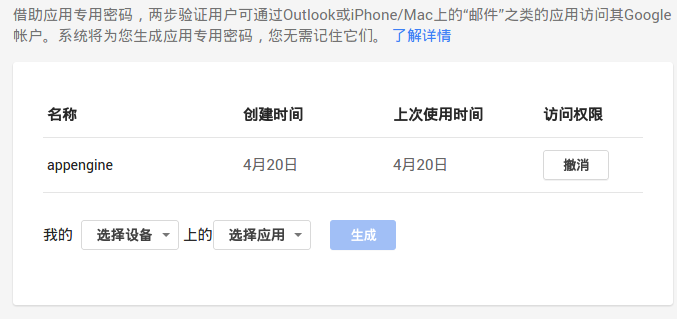 借助应用专用密码，两步验证用户可通过Outlook或iPhone/Mac上的“邮件”之类的应用访问其Google
帐户。系统将为您生成应用专用密码，您无需记住它们。 了解详情
名称 创建时间 上次使用时间 访问权限
appengine 4月20日 4月20日 撤消
我的 选择设备 上的 选择应用 生成